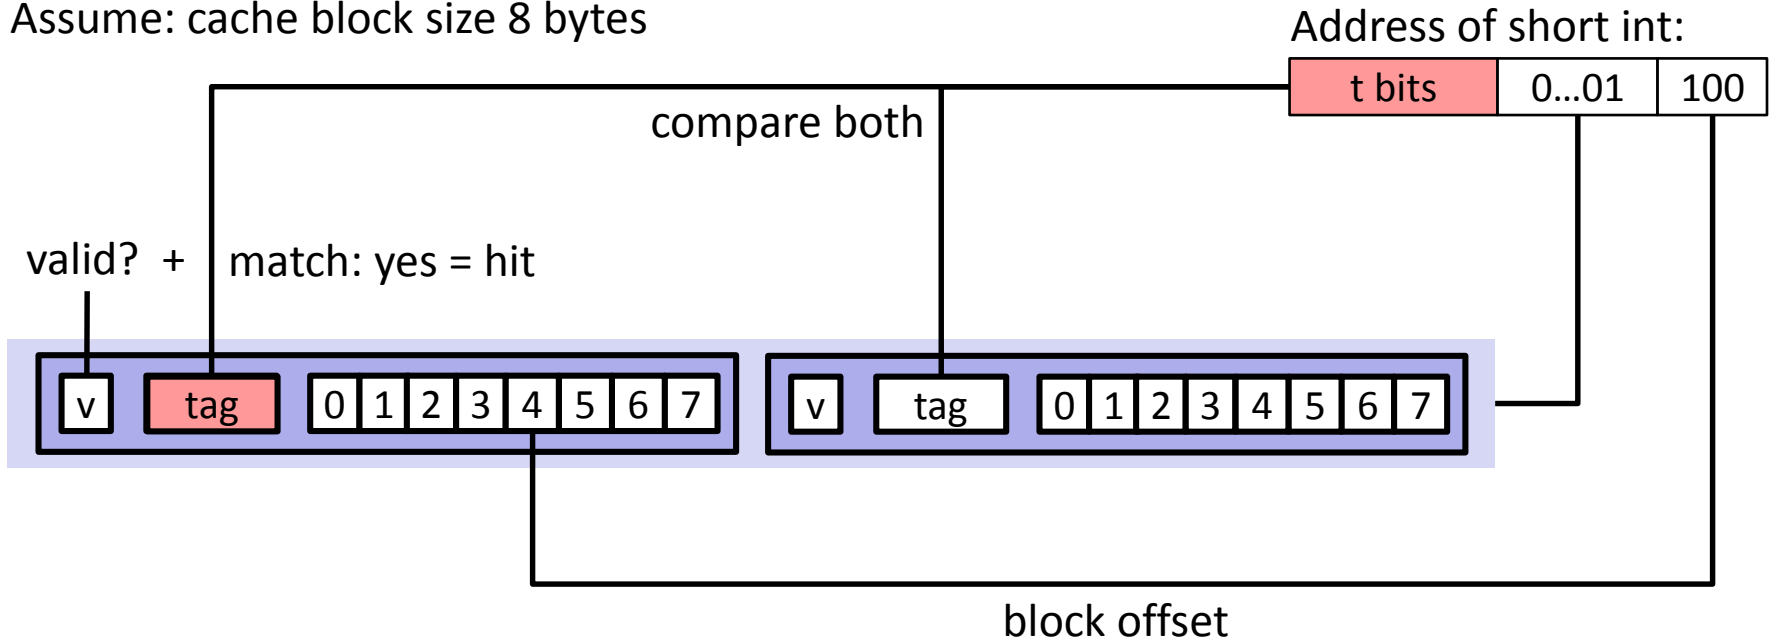 Assume: cache block size 8 bytes
Address of short int:
t bits 0...01 100
compare both
valid? + match: yes = hit
v tag 0 1 2 3 4 5 6 7 v tag 0 1 2 3 4 5 6 7
block offset